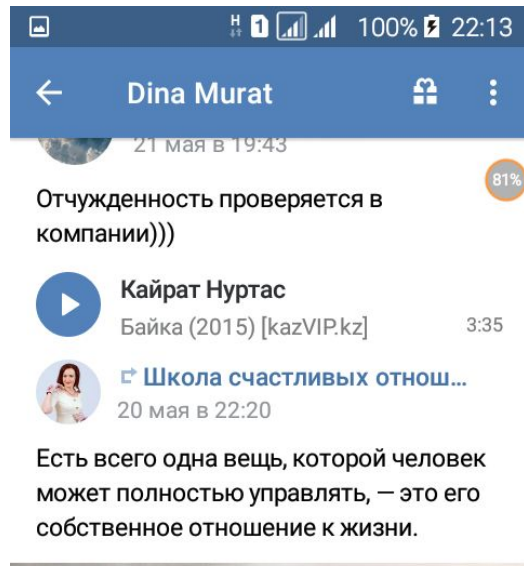 H 1 100% 22:13
Dina Murat
21 мая в 19:43
81%
Отчужденность проверяется в
компании)))
Кайрат Нуртас
Байка (2015) [kazVIP.kz] 3:35
Школа счастливых отнош...
20 мая в 22:20
Есть всего одна вещь, которой человек
может полностью управлять, — это его
собственное отношение к жизни.